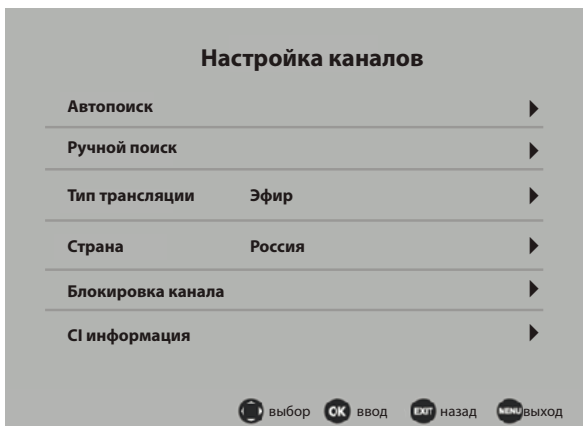 Настройка каналов
Автопоиск
Ручной поиск
Тип трансляции Эфир
Страна Россия
Блокировка канала
CI информация
выбор OK ввод EXIT назад MENU выход